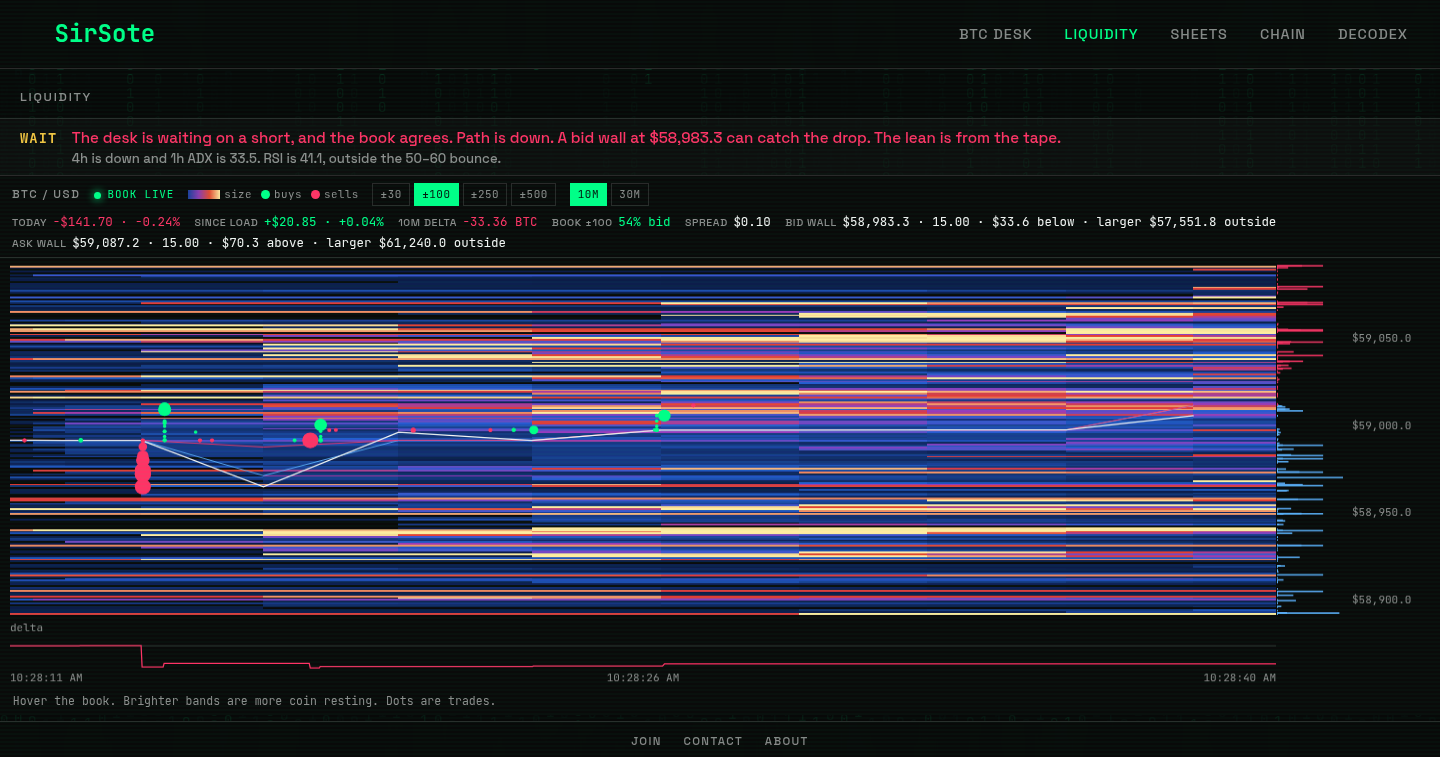 SirSote
BTC DESK LIQUIDITY SHEETS CHAIN DECODEX
LIQUIDITY
WAIT The desk is waiting on a short, and the book agrees. Path is down. A bid wall at $58,983.3 can catch the drop. The lean is from the tape.
4h is down and 1h ADX is 33.5. RSI is 41.1, outside the 50–60 bounce.
BTC / USD BOOK LIVE size buys sells ±30 ±100 ±250 ±500 10M 30M
TODAY -$141.70 · -0.24% SINCE LOAD +$20.85 · +0.04% 10M DELTA -33.36 BTC BOOK ±100 54% bid SPREAD $0.10 BID WALL $58,983.3 · 15.00 · $33.6 below · larger $57,551.8 outside
ASK WALL $59,087.2 · 15.00 · $70.3 above · larger $61,240.0 outside
$59,050.0
$59,000.0
$58,950.0
$58,900.0
delta
10:28:11 AM 10:28:26 AM 10:28:40 AM
Hover the book. Brighter bands are more coin resting. Dots are trades.
JOIN CONTACT ABOUT